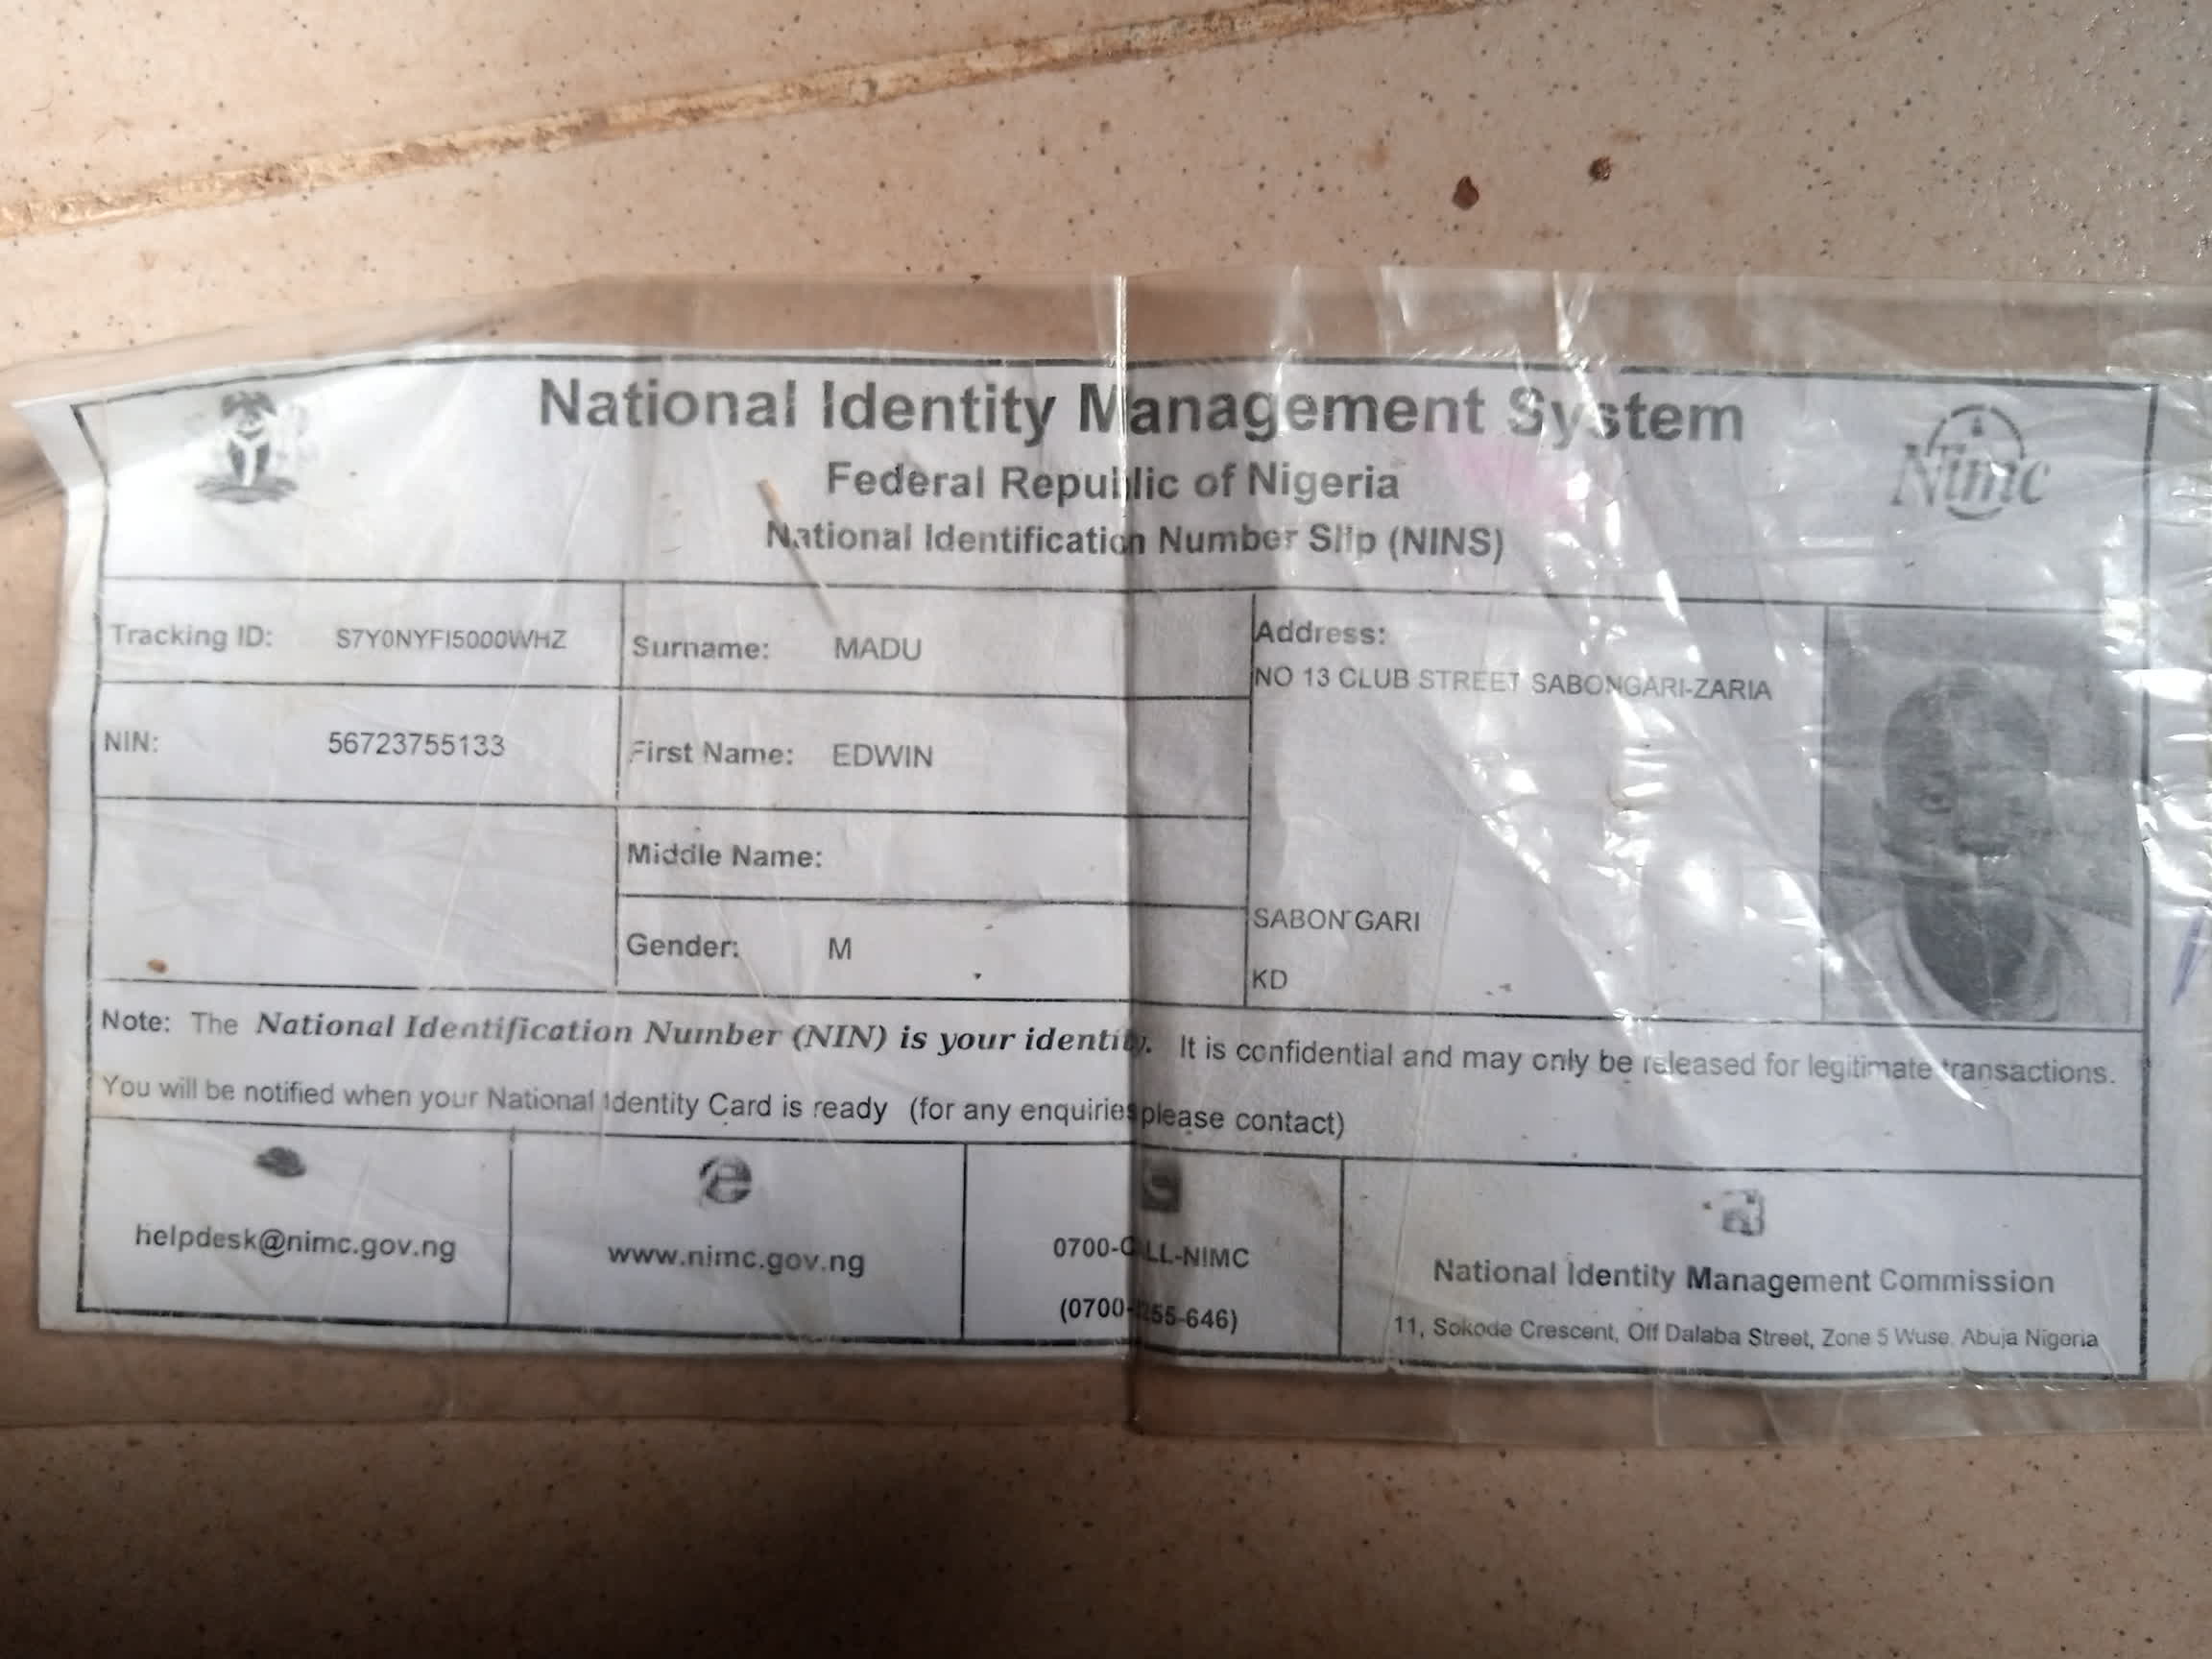 National Identity Management System
Federal Republic of Nigeria
National Identification Number Slip (NINS)
Nimc
Tracking ID: S7Y0NYFI5000WHZ
Surname: MADU
Address:
NO 13 CLUB STREET SABONGARI-ZARIA
NIN: 56723755133
First Name: EDWIN
Middle Name:
Gender: M
SABON GARI
KD
Note: The National Identification Number (NIN) is your identity. It is confidential and may only be released for legitimate transactions.
You will be notified when your National Identity Card is ready (for any enquiries please contact)
helpdesk@nimc.gov.ng
www.nimc.gov.ng
0700-CALL-NIMC
(0700-2255-646)
National Identity Management Commission
11, Sokode Crescent, Off Dalaba Street, Zone 5 Wuse, Abuja Nigeria